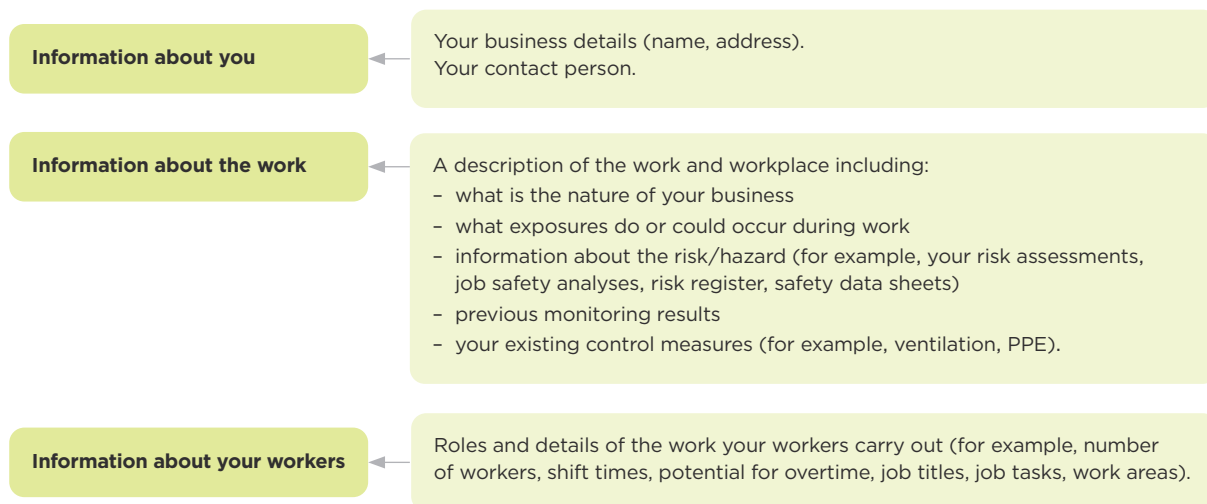 Information about you
Your business details (name, address).
Your contact person.
Information about the work
A description of the work and workplace including:
– what is the nature of your business
– what exposures do or could occur during work
– information about the risk/hazard (for example, your risk assessments,
job safety analyses, risk register, safety data sheets)
– previous monitoring results
– your existing control measures (for example, ventilation, PPE).
Information about your workers
Roles and details of the work your workers carry out (for example, number
of workers, shift times, potential for overtime, job titles, job tasks, work areas).